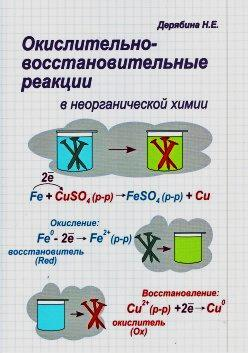 Дерябина Н.Е.
Окислительно-
восстановительные
реакции
в неорганической химии
2e̅
Fe + CuSO₄(р-р) → FeSO₄(р-р) + Cu
Окисление:
Fe⁰ - 2e̅ → Fe²⁺(р-р)
восстановитель
(Red)
Восстановление:
Cu²⁺(р-р) +2e̅ → Cu⁰
окислитель
(Ox)